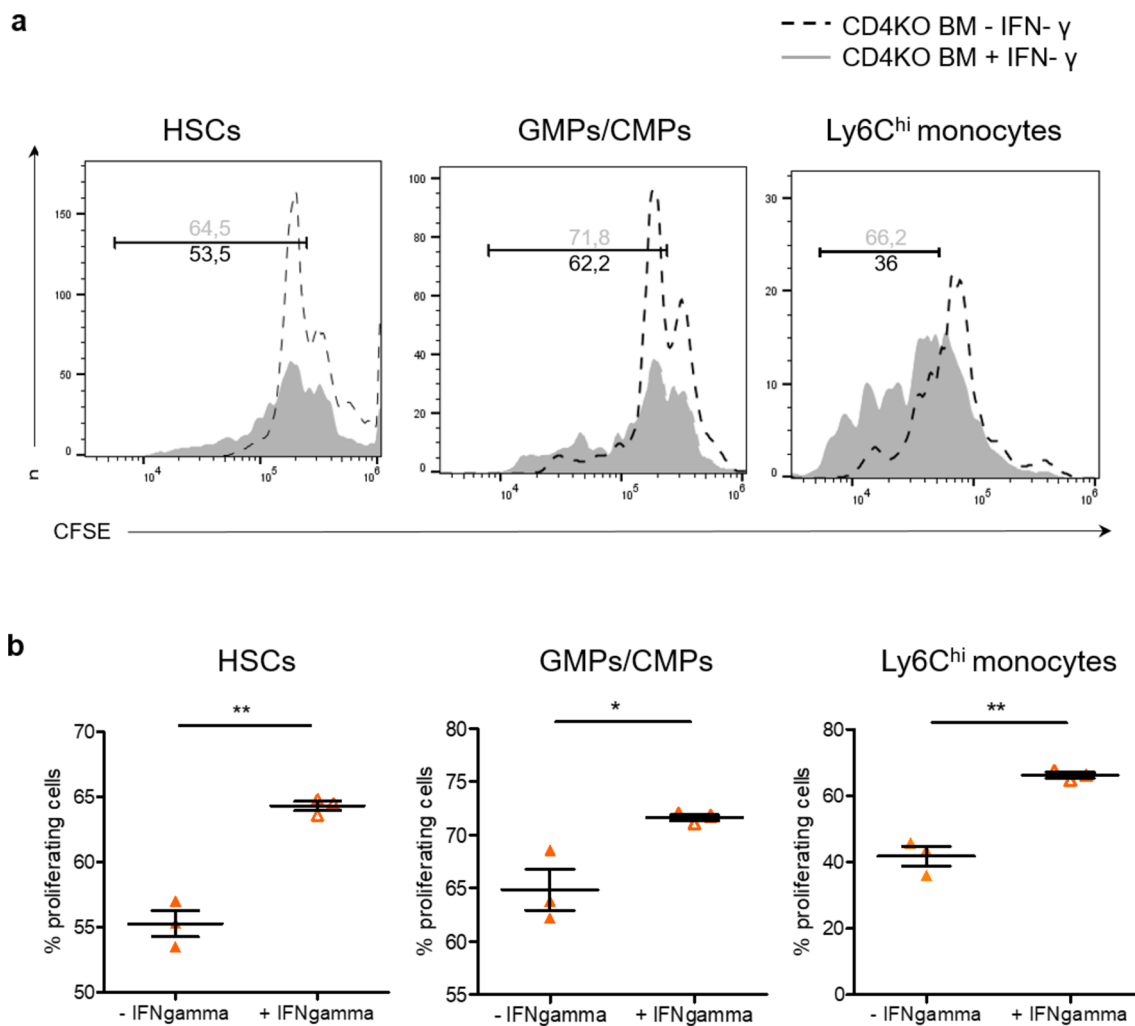 a
CD4KO BM - IFN- γ
CD4KO BM + IFN- γ
HSCs
GMPs/CMPs
Ly6Chi monocytes
150
100
50
0
64,5
53,5
10^4
10^5
10^6
100
80
60
40
20
0
71,8
62,2
10^4
10^5
10^6
30
20
10
0
66,2
36
10^4
10^5
10^6
n
CFSE
b
HSCs
GMPs/CMPs
Ly6Chi monocytes
% proliferating cells
70
65
60
55
50
**
- IFNgamma
+ IFNgamma
% proliferating cells
80
75
70
65
60
55
*
- IFNgamma
+ IFNgamma
% proliferating cells
80
60
40
20
0
**
- IFNgamma
+ IFNgamma